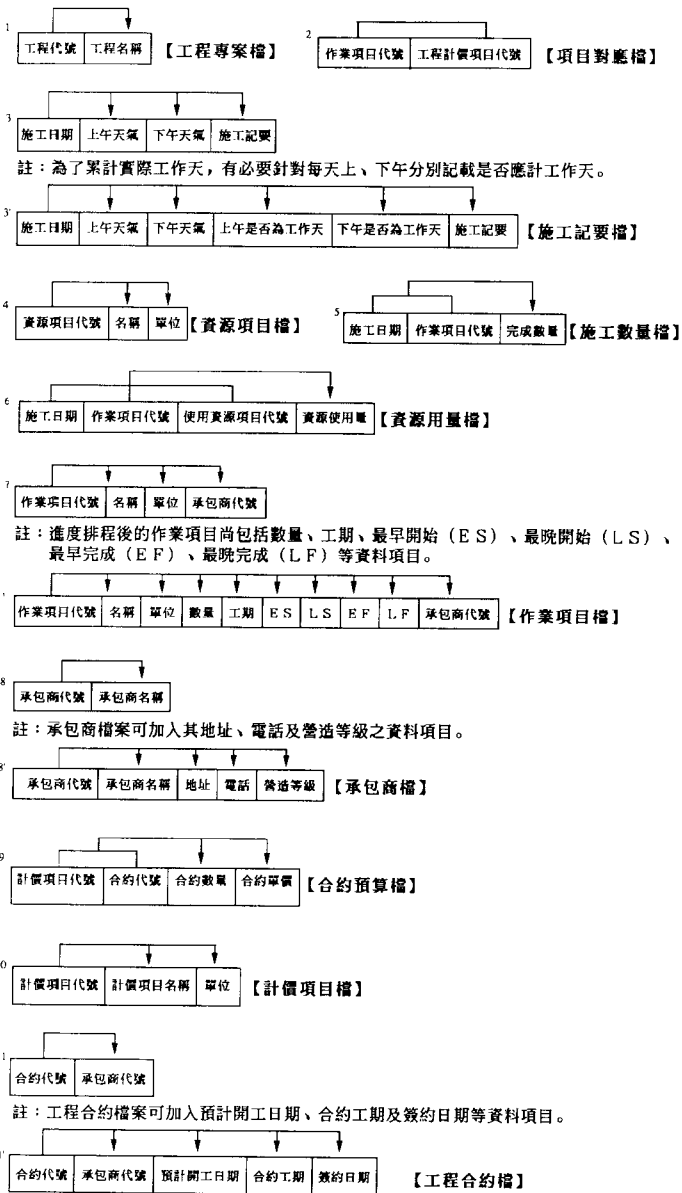 1
工程代號 工程名稱 【工程專案檔】
2
作業項目代號 工程計價項目代號 【項目對應檔】
3
施工日期 上午天氣 下午天氣 施工記要
註：為了累計實際工作天，有必要針對每天上、下午分別記載是否應計工作天。
3'
施工日期 上午天氣 下午天氣 上午是否為工作天 下午是否為工作天 施工記要 【施工記要檔】
4
資源項目代號 名稱 單位 【資源項目檔】
5
施工日期 作業項目代號 完成數量 【施工數量檔】
6
施工日期 作業項目代號 使用資源項目代號 資源使用量 【資源用量檔】
7
作業項目代號 名稱 單位 承包商代號
註：進度排程後的作業項目尚包括數量、工期、最早開始（ES）、最晚開始（LS）、
最早完成（EF）、最晚完成（LF）等資料項目。
作業項目代號 名稱 單位 數量 工期 ES LS EF LF 承包商代號 【作業項目檔】
8
承包商代號 承包商名稱
註：承包商檔案可加入其地址、電話及營造等級之資料項目。
8'
承包商代號 承包商名稱 地址 電話 營造等級 【承包商檔】
9
計價項目代號 合約代號 合約數量 合約單價 【合約預算檔】
0
計價項目代號 計價項目名稱 單位 【計價項目檔】
1
合約代號 承包商代號
註：工程合約檔案可加入預計開工日期、合約工期及簽約日期等資料項目。
1'
合約代號 承包商代號 預計開工日期 合約工期 簽約日期 【工程合約檔】